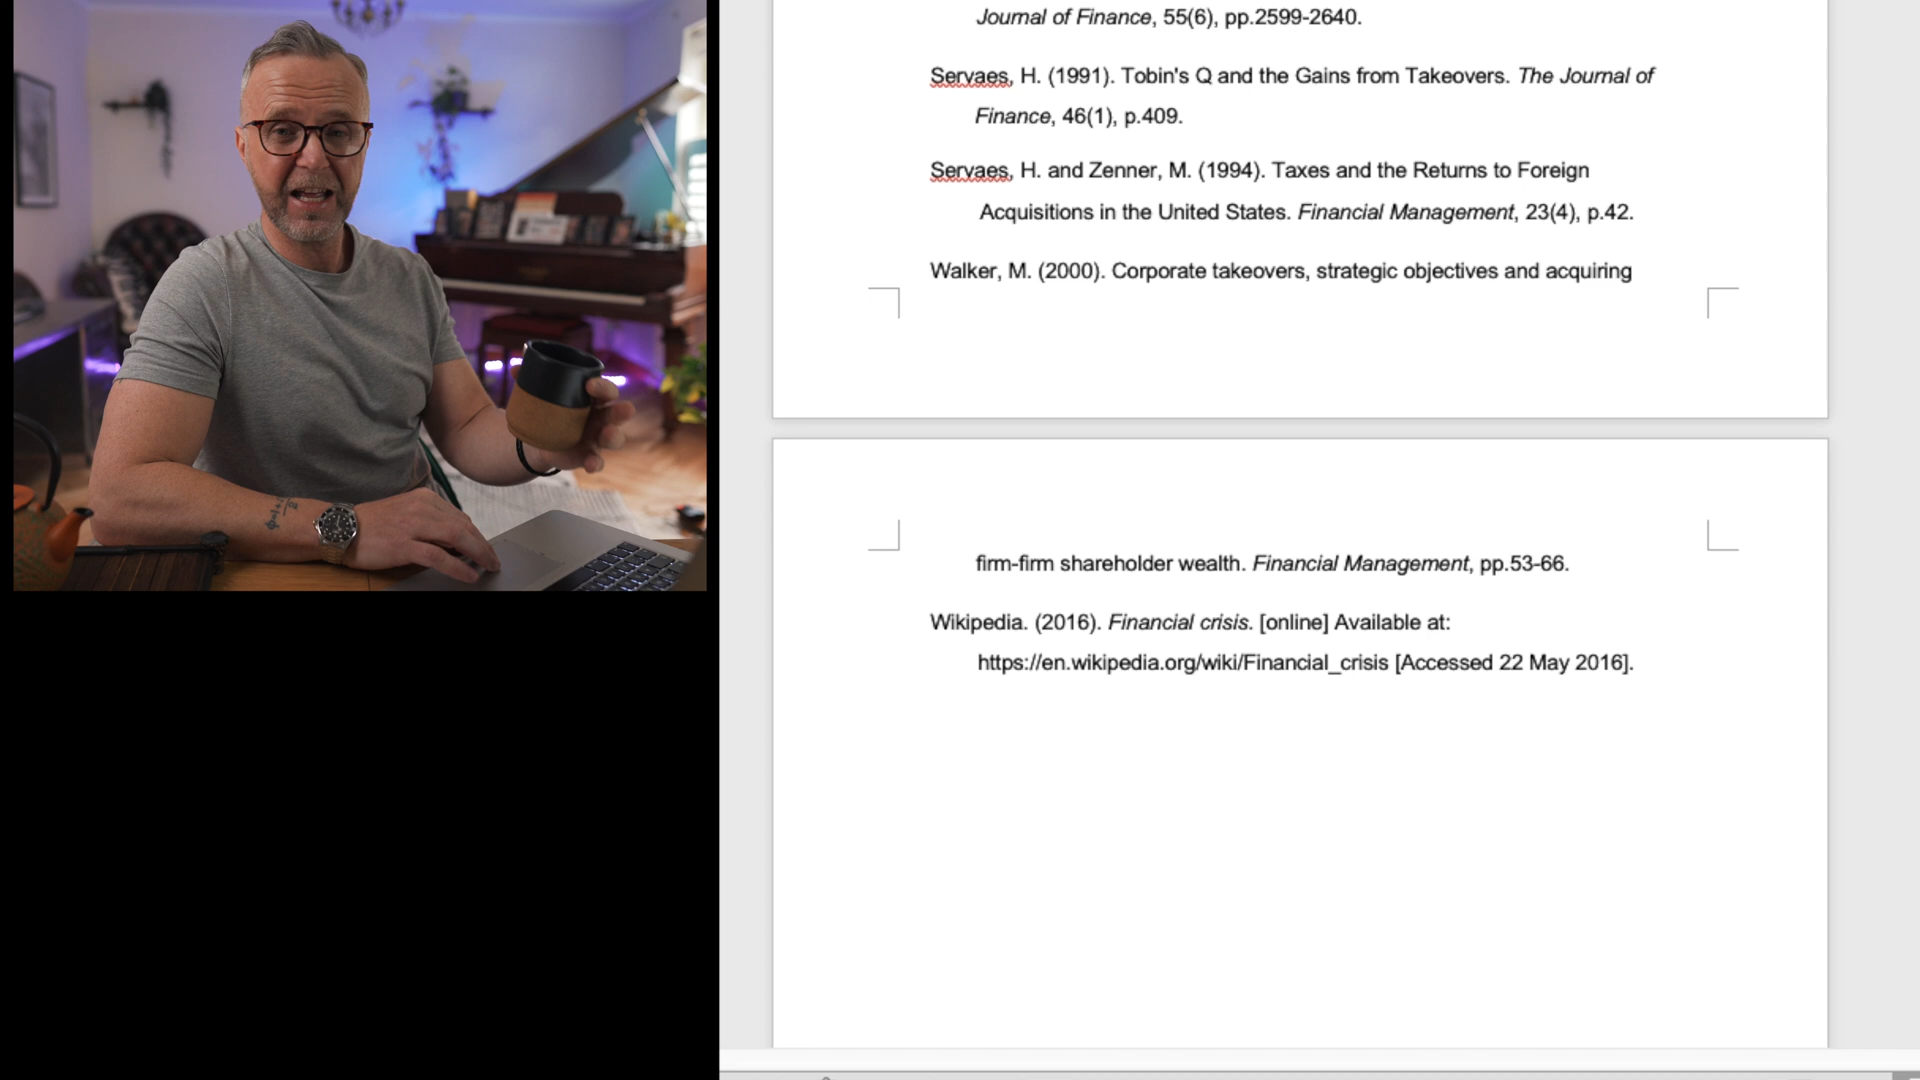 Journal of Finance, 55(6), pp.2599-2640.
Servaes, H. (1991). Tobin's Q and the Gains from Takeovers. The Journal of
Finance, 46(1), p.409.
Servaes, H. and Zenner, M. (1994). Taxes and the Returns to Foreign
Acquisitions in the United States. Financial Management, 23(4), p.42.
Walker, M. (2000). Corporate takeovers, strategic objectives and acquiring
firm-firm shareholder wealth. Financial Management, pp.53-66.
Wikipedia. (2016). Financial crisis. [online] Available at:
https://en.wikipedia.org/wiki/Financial_crisis [Accessed 22 May 2016].